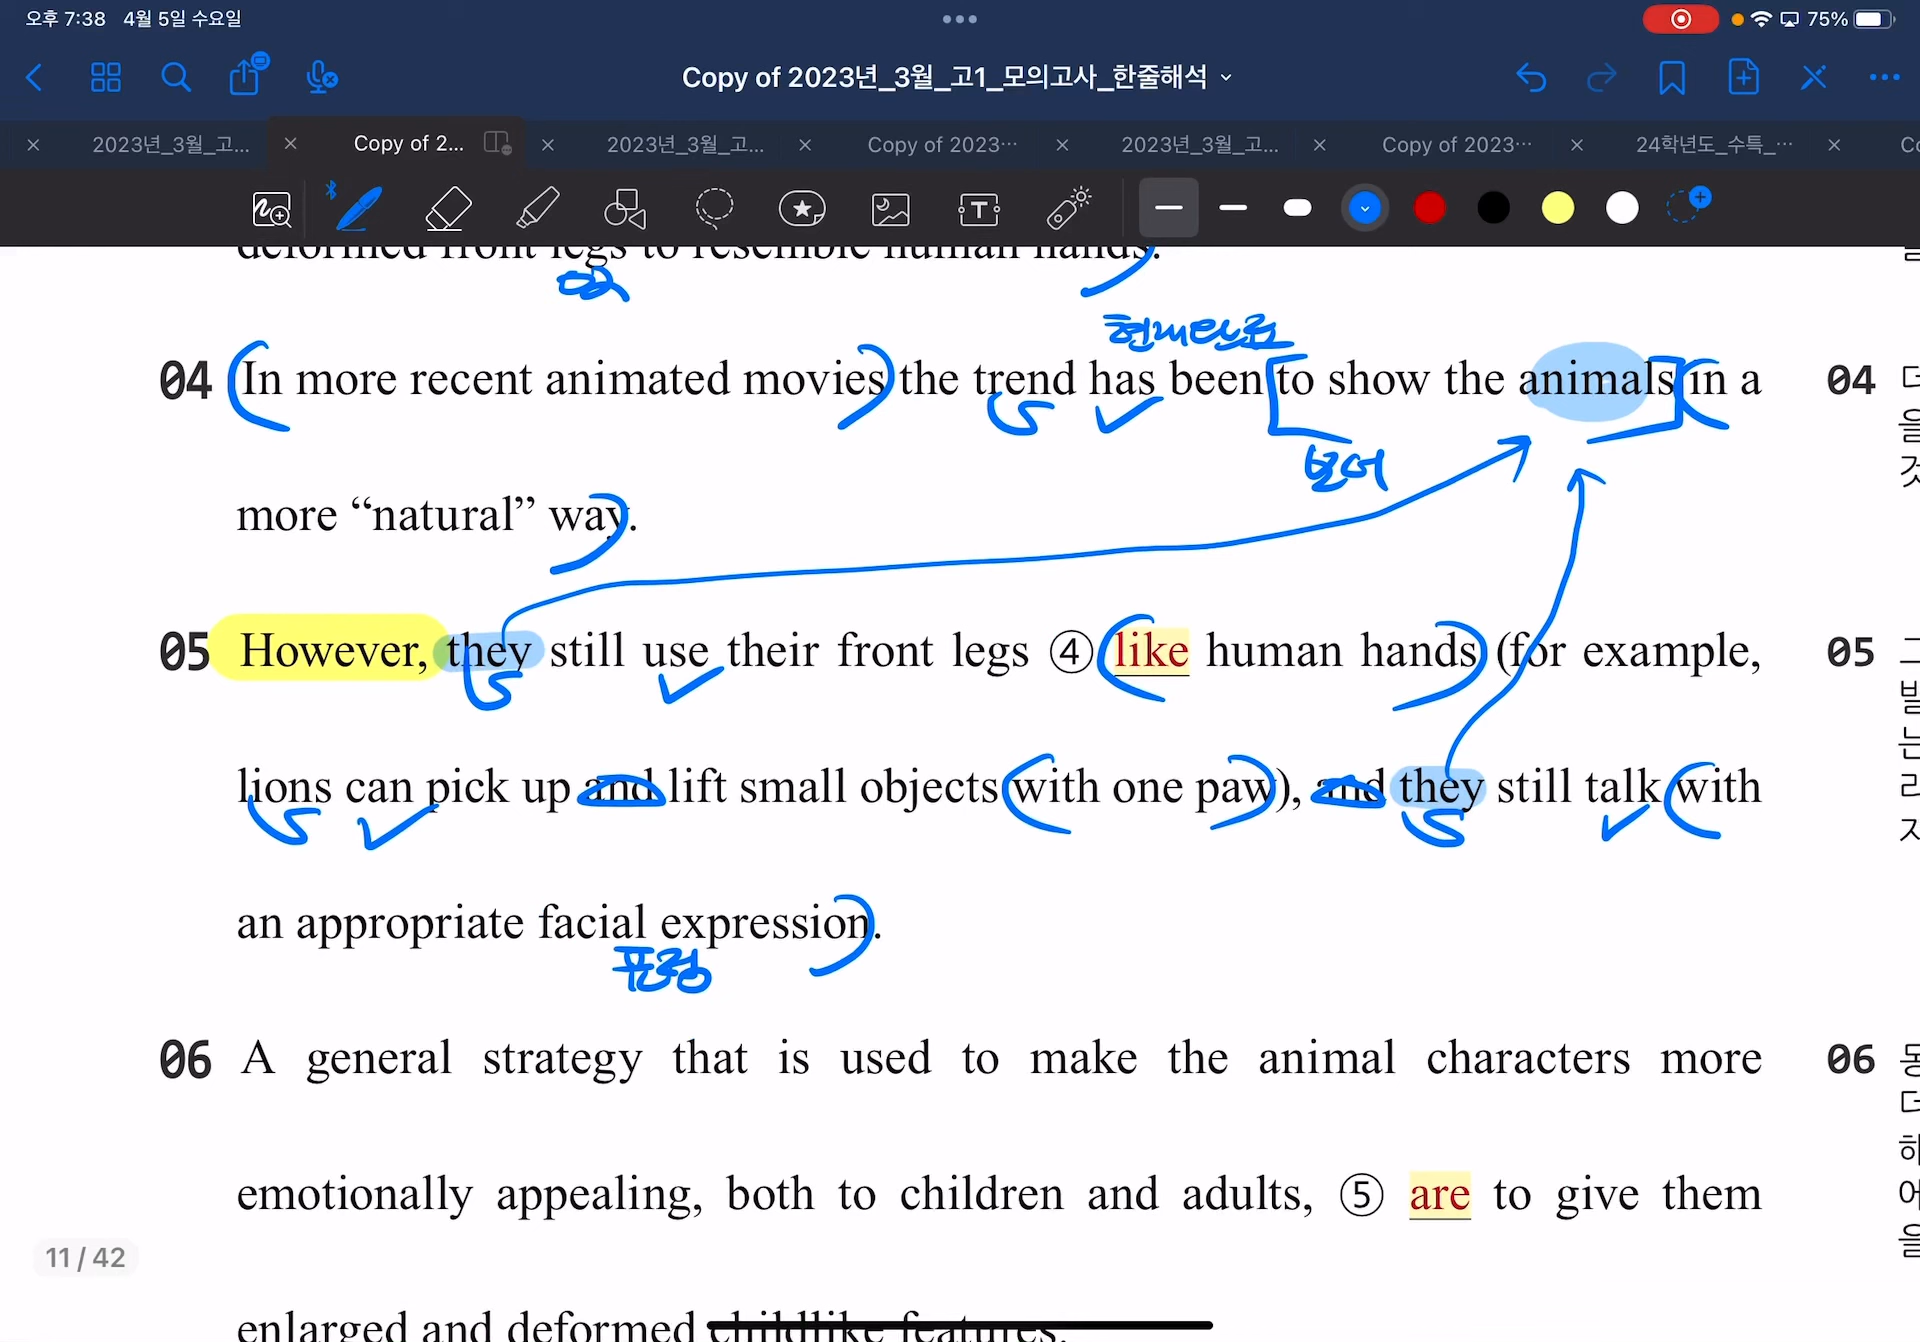 오후 7:38 4월 5일 수요일
75%
Copy of 2023년_3월_고1_모의고사_한줄해석
2023년_3월_고...
Copy of 2...
2023년_3월_고...
Copy of 2023...
2023년_3월_고...
Copy of 2023...
24학년도_수특_...
deformed front legs to resemble human hands.
현재완료
04 In more recent animated movies the trend has been to show the animals in a 04
S
보어
more “natural” way.
05 However, they still use their front legs ④ like human hands (for example, 05
S
lions can pick up and lift small objects with one paw), and they still talk with
S S
an appropriate facial expression.
표정
06 A general strategy that is used to make the animal characters more 06
emotionally appealing, both to children and adults, ⑤ are to give them
11 / 42
enlarged and deformed childlike features.